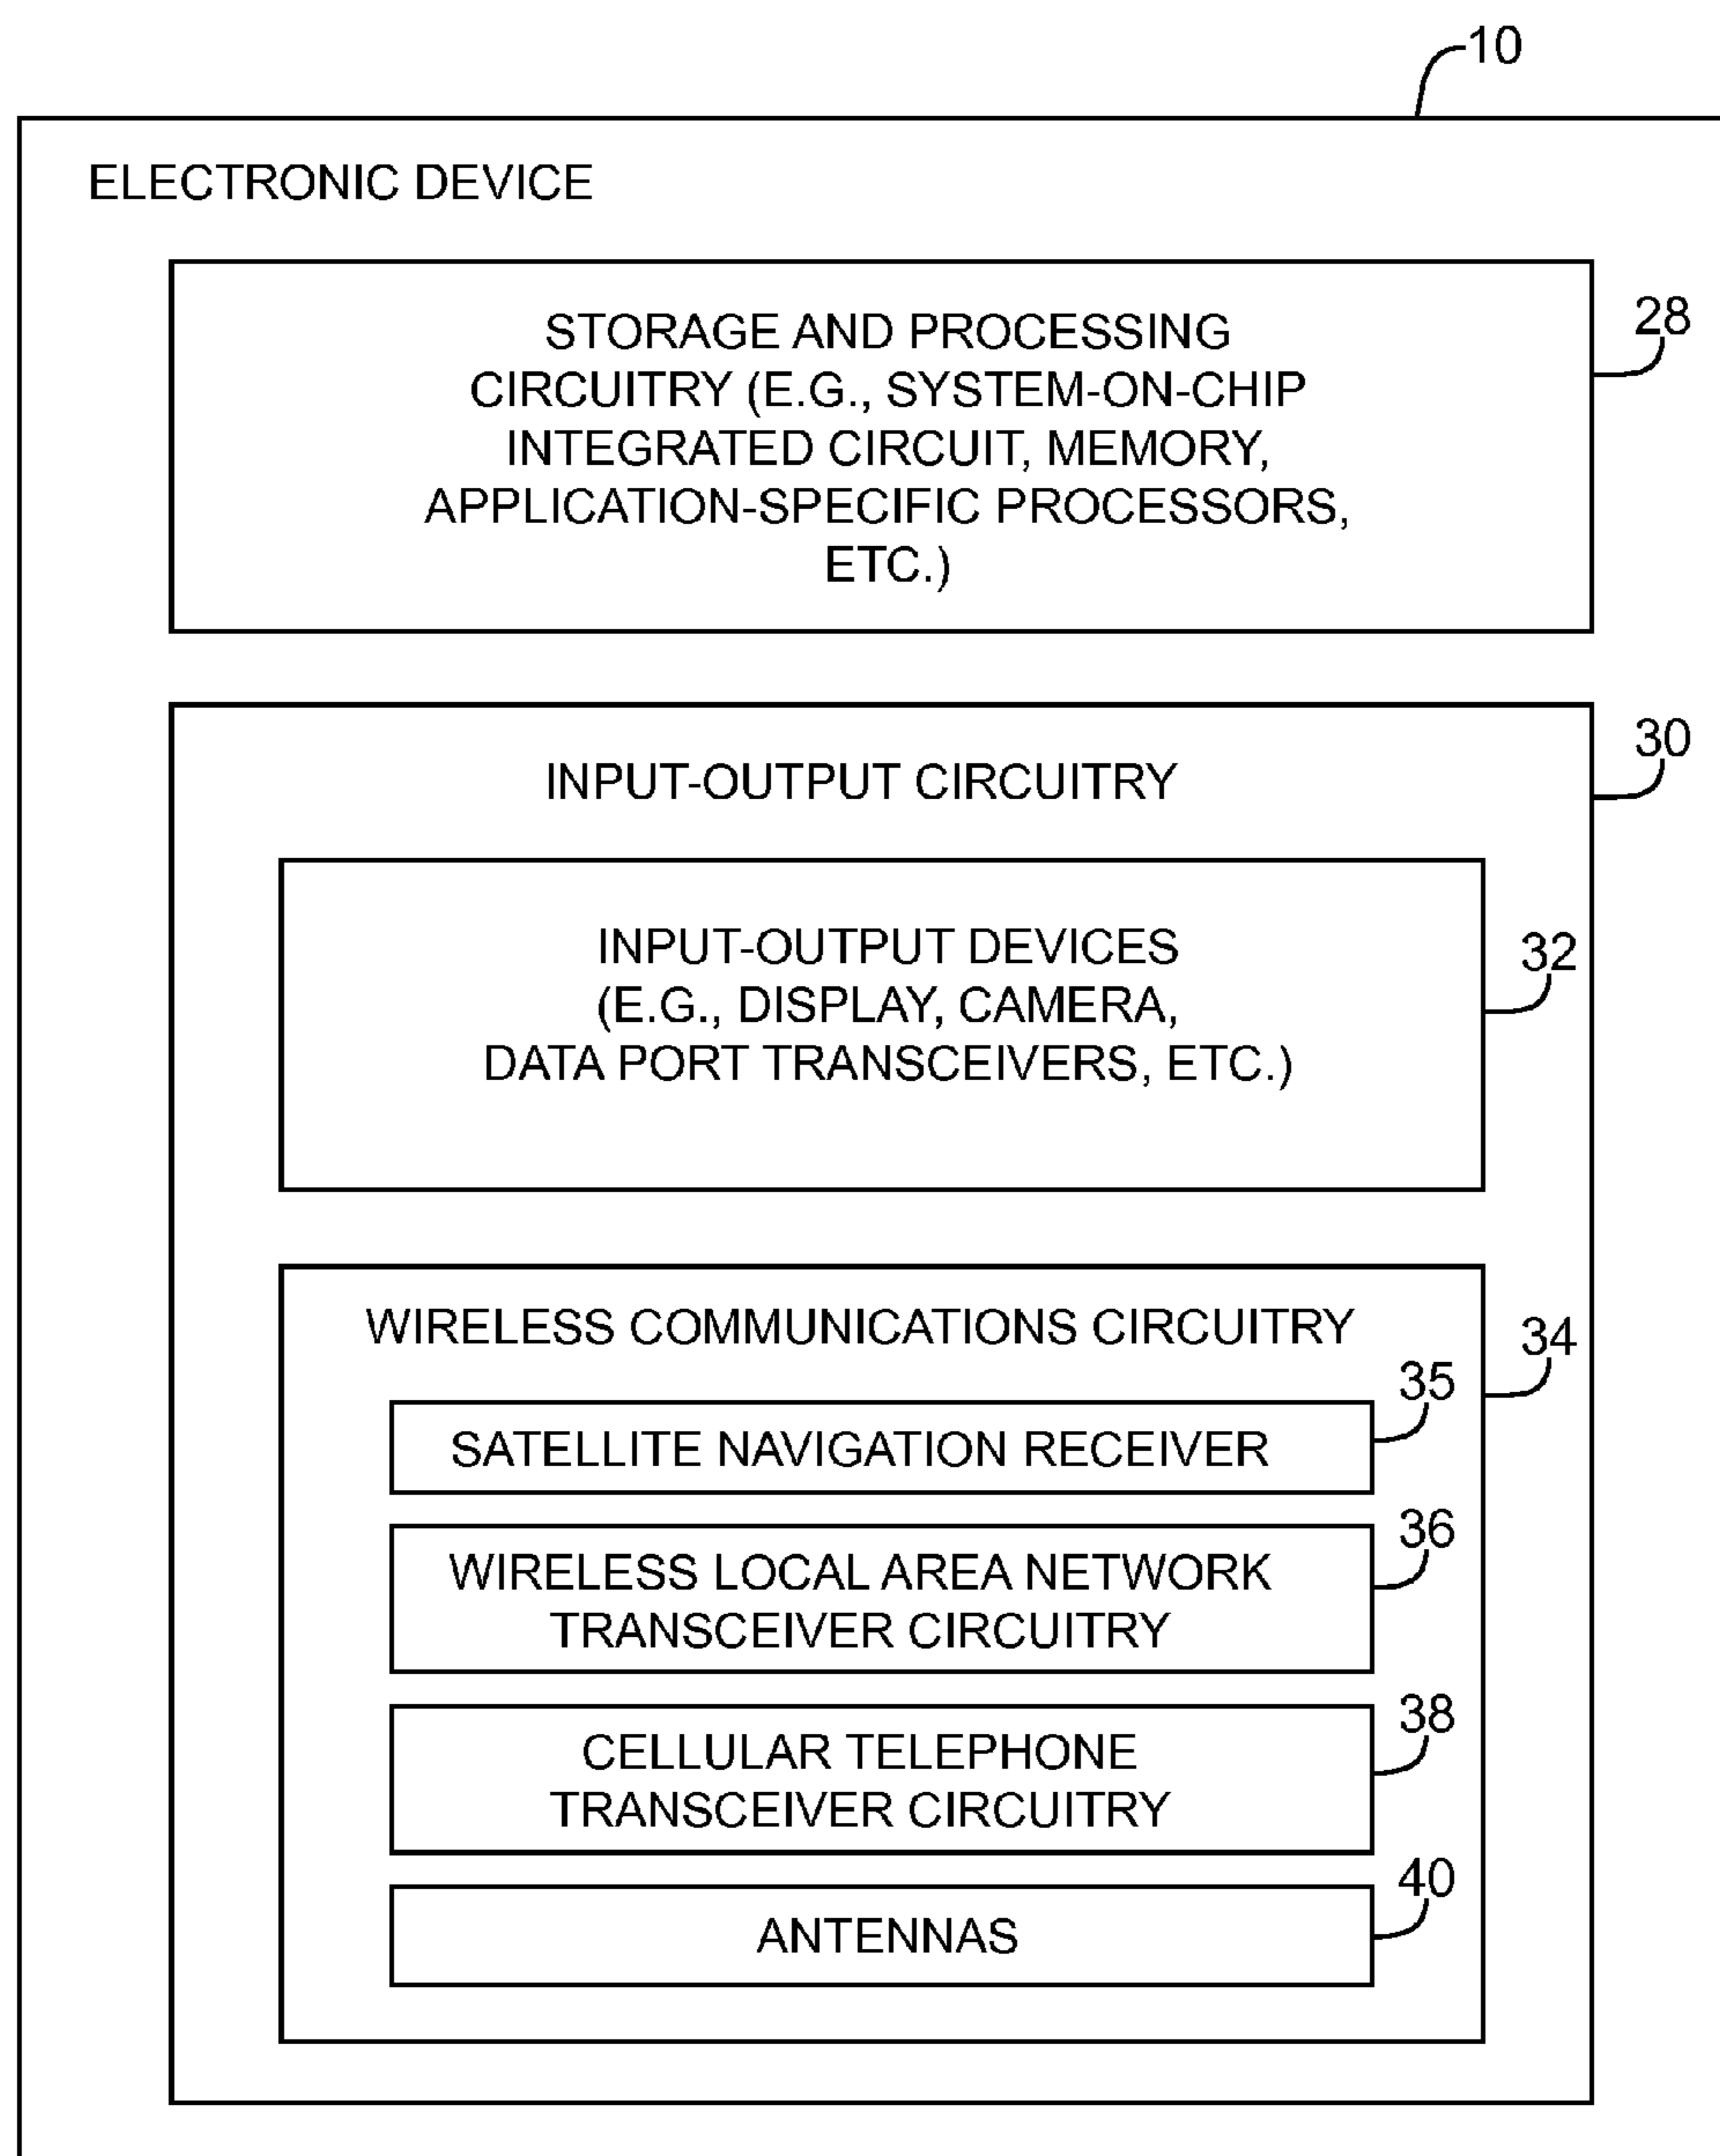 10
ELECTRONIC DEVICE
STORAGE AND PROCESSING
CIRCUITRY (E.G., SYSTEM-ON-CHIP
INTEGRATED CIRCUIT, MEMORY,
APPLICATION-SPECIFIC PROCESSORS,
ETC.)
28
INPUT-OUTPUT CIRCUITRY
30
INPUT-OUTPUT DEVICES
(E.G., DISPLAY, CAMERA,
DATA PORT TRANSCEIVERS, ETC.)
32
WIRELESS COMMUNICATIONS CIRCUITRY
34
SATELLITE NAVIGATION RECEIVER
35
WIRELESS LOCAL AREA NETWORK
TRANSCEIVER CIRCUITRY
36
CELLULAR TELEPHONE
TRANSCEIVER CIRCUITRY
38
ANTENNAS
40